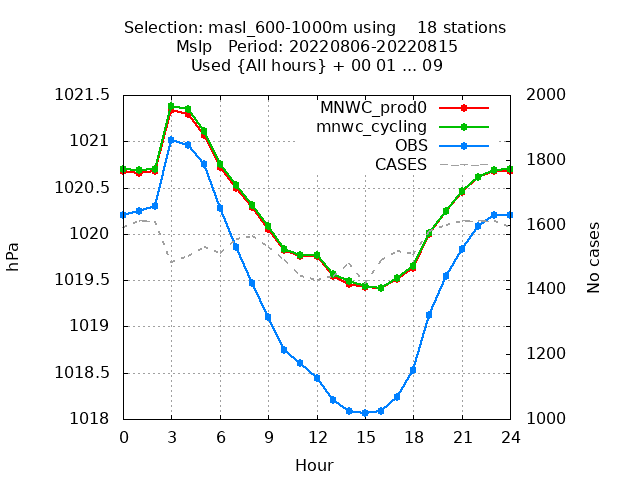 Selection: masl_600-1000m using    18 stations
Mslp   Period: 20220806-20220815
Used {All hours} + 00 01 ... 09
MNWC_prod0
mnwc_cycling
OBS
CASES
1021.5
1021
1020.5
1020
1019.5
1019
1018.5
1018
2000
1800
1600
1400
1200
1000
hPa
No cases
0 3 6 9 12 15 18 21 24
Hour